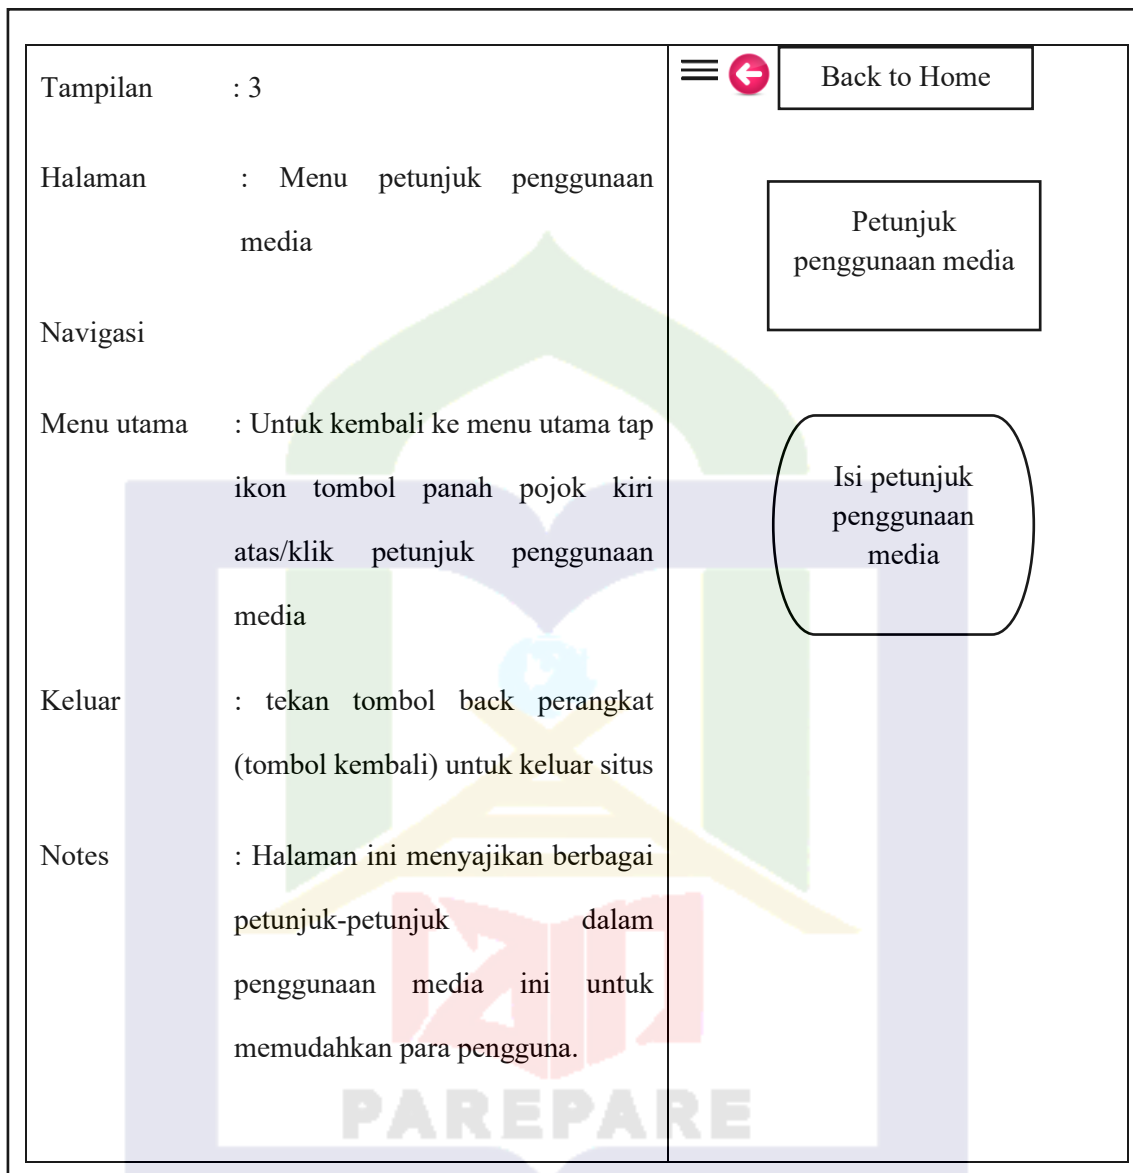 Tampilan : 3
Halaman : Menu petunjuk penggunaan
media
Navigasi
Menu utama : Untuk kembali ke menu utama tap
ikon tombol panah pojok kiri
atas/klik petunjuk penggunaan
media
Keluar : tekan tombol back perangkat
(tombol kembali) untuk keluar situs
Notes : Halaman ini menyajikan berbagai
petunjuk-petunjuk dalam
penggunaan media ini untuk
memudahkan para pengguna.
Back to Home
Petunjuk
penggunaan media
Isi petunjuk
penggunaan
media
PAREPARE